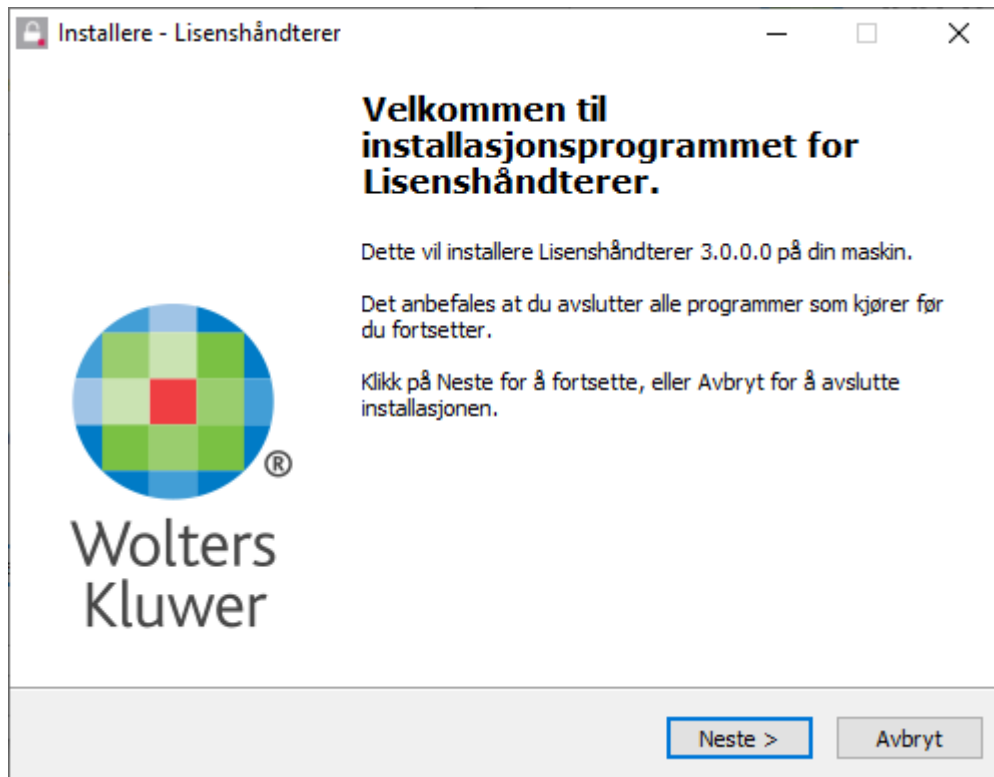 Installere - Lisenshåndterer
Velkommen til
installasjonsprogrammet for
Lisenshåndterer.
Dette vil installere Lisenshåndterer 3.0.0.0 på din maskin.
Det anbefales at du avslutter alle programmer som kjører før
du fortsetter.
Klikk på Neste for å fortsette, eller Avbryt for å avslutte
installasjonen.
®
Wolters
Kluwer
Neste >
Avbryt